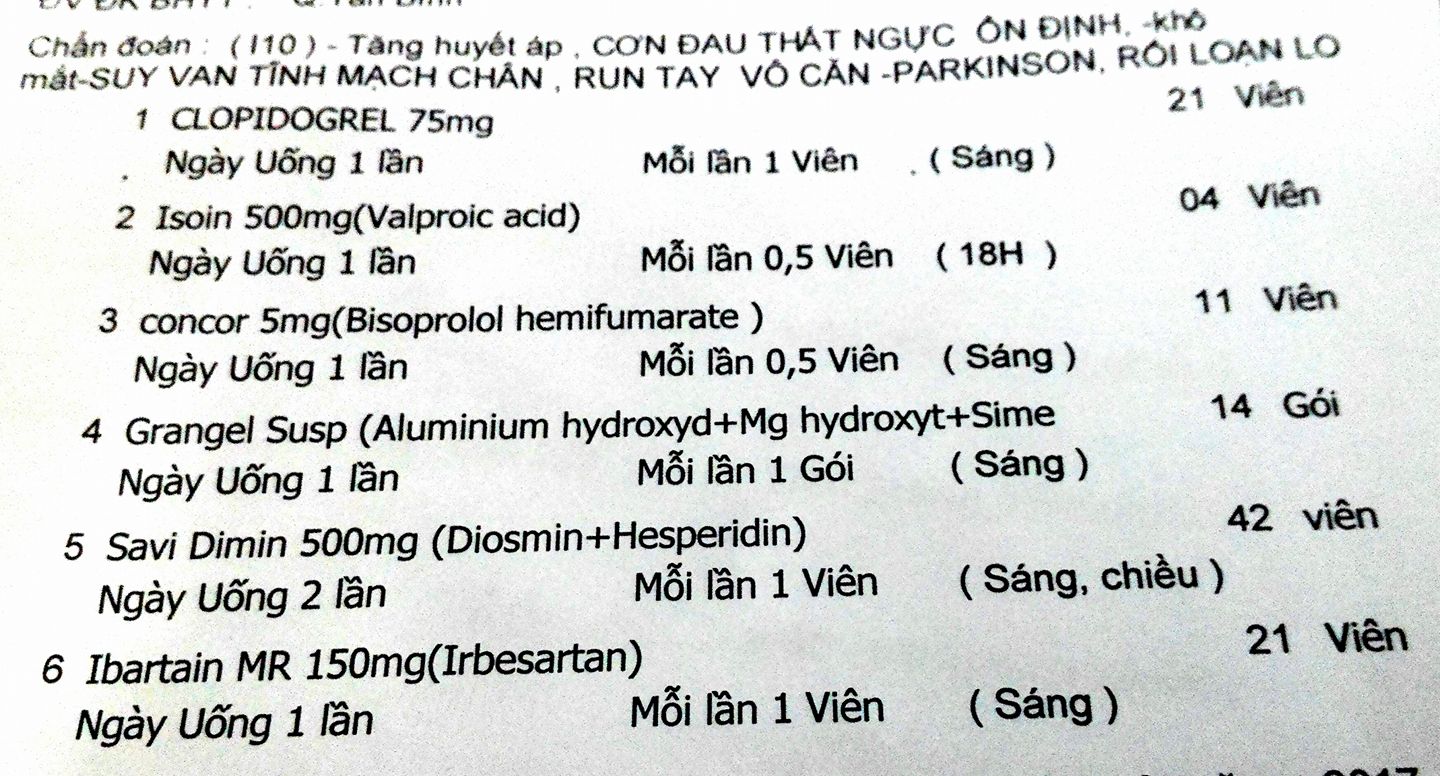 Chẩn đoán : ( I10 ) - Tăng huyết áp , CƠN ĐAU THẮT NGỰC ỔN ĐỊNH, -khô
mắt-SUY VAN TĨNH MẠCH CHÂN , RUN TAY VÔ CĂN -PARKINSON, RỐI LOẠN LO
1 CLOPIDOGREL 75mg 21 Viên
Ngày Uống 1 lần Mỗi lần 1 Viên ( Sáng )
2 Isoin 500mg(Valproic acid) 04 Viên
Ngày Uống 1 lần Mỗi lần 0,5 Viên ( 18H )
3 concor 5mg(Bisoprolol hemifumarate ) 11 Viên
Ngày Uống 1 lần Mỗi lần 0,5 Viên ( Sáng )
4 Grangel Susp (Aluminium hydroxyd+Mg hydroxyt+Sime 14 Gói
Ngày Uống 1 lần Mỗi lần 1 Gói ( Sáng )
5 Savi Dimin 500mg (Diosmin+Hesperidin) 42 viên
Ngày Uống 2 lần Mỗi lần 1 Viên ( Sáng, chiều )
6 Ibartain MR 150mg(Irbesartan) 21 Viên
Ngày Uống 1 lần Mỗi lần 1 Viên ( Sáng )